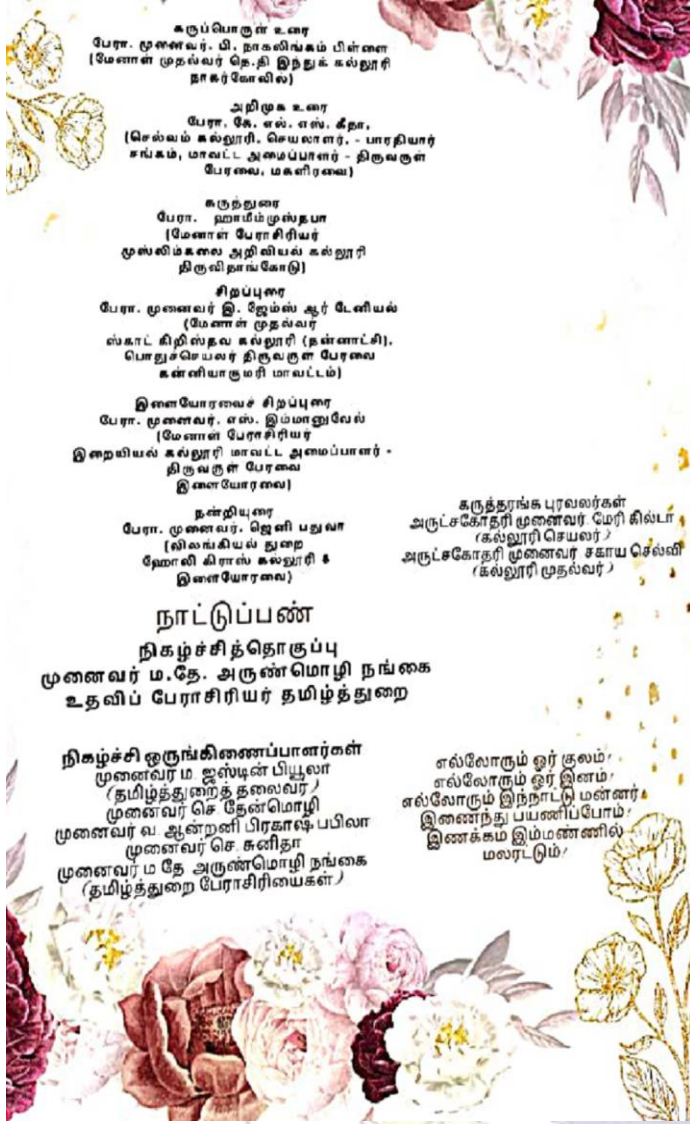 கருப்பொருள் உரை
பேரா. முனைவர். பி. நாகலிங்கம் பிள்ளை
(மேனாள் முதல்வர் தெ.தி இந்துக் கல்லூரி
நாகர்கோவில்)
அறிமுக உரை
பேரா. கே. எல். எஸ். கீதா,
(செல்வம் கல்லூரி, செயலாளர், - பாரதியார்
சங்கம், மாவட்ட அமைப்பாளர் - திருவருள்
பேரவை, மகளிரவை)
கருத்துரை
பேரா. ஹாமீம்முஸ்தபா
(மேனாள் பேராசிரியர்
முஸ்லிம்கலை அறிவியல் கல்லூரி
திருவிதாங்கோடு)
சிறப்புரை
பேரா. முனைவர் இ. ஜேம்ஸ் ஆர் டேனியல்
(மேனாள் முதல்வர்
ஸ்காட் கிறிஸ்தவ கல்லூரி (தன்னாட்சி),
பொதுச்செயலர் திருவருள் பேரவை
கன்னியாகுமரி மாவட்டம்)
இளையோரவைச் சிறப்புரை
பேரா. முனைவர். எஸ். இம்மானுவேல்
(மேனாள் பேராசிரியர்
இறையியல் கல்லூரி மாவட்ட அமைப்பாளர் -
திருவருள் பேரவை
இளையோரவை)
நன்றியுரை
பேரா. முனைவர். ஜெனி பதுவா
(விலங்கியல் துறை
ஹோலி கிராஸ் கல்லூரி &
இளையோரவை)
கருத்தரங்க புரவலர்கள்
அருட்சகோதரி முனைவர். மேரி கில்டா
(கல்லூரி செயலர்)
அருட்சகோதரி முனைவர் சகாய செல்வி
(கல்லூரி முதல்வர்)
நாட்டுப்பண்
நிகழ்ச்சித்தொகுப்பு
முனைவர் ம.தே. அருண்மொழி நங்கை
உதவிப் பேராசிரியர் தமிழ்த்துறை
நிகழ்ச்சி ஒருங்கிணைப்பாளர்கள்
முனைவர் ம. ஜஸ்டின் பியூலா
(தமிழ்த்துறைத் தலைவர்)
முனைவர் செ. தேன்மொழி
முனைவர் வ. ஆன்றனி பிரகாஷ் பபிலா
முனைவர் செ. சுனிதா
முனைவர் ம தே அருண்மொழி நங்கை
(தமிழ்த்துறை பேராசிரியைகள்)
எல்லோரும் ஓர் குலம்!
எல்லோரும் ஓர் இனம்!
எல்லோரும் இந்நாட்டு மன்னர்!
இணைந்து பயணிப்போம்!
இணக்கம் இம்மண்ணில்
மலரட்டும்!